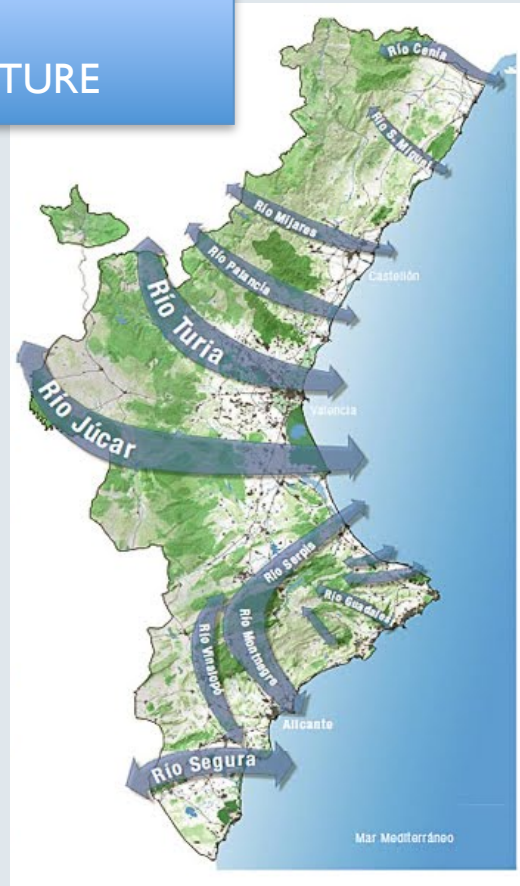 TURE
Río Cenia
Río S. Miguel
Río Mijares
Río Palancia
Castellón
Río Turia
Valencia
Río Júcar
Río Serpis
Río Guadalest
Río Montnegre
Río Vinalopó
Alicante
Río Segura
Mar Mediterráneo